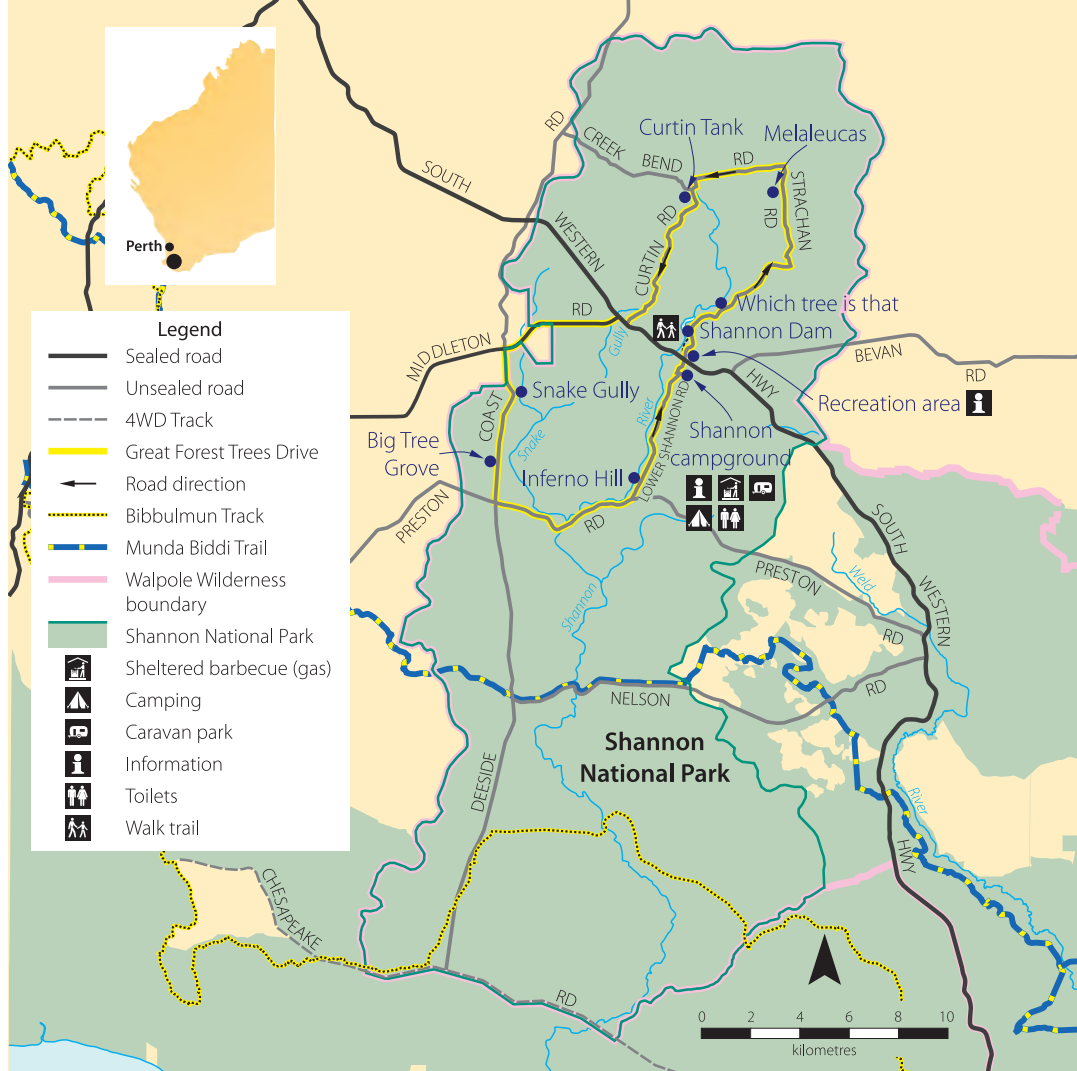 Perth
Legend
Sealed road
Unsealed road
4WD Track
Great Forest Trees Drive
Road direction
Bibbulmun Track
Munda Biddi Trail
Walpole Wilderness
boundary
Shannon National Park
Sheltered barbecue (gas)
Camping
Caravan park
Information
Toilets
Walk trail
RD
CREEK BEND RD
Curtin Tank
Melaleucas
SOUTH
WESTERN
STRACHAN
RD
CURTIN
RD
RD
MIDDLETON
Gully
Which tree is that
Shannon Dam
BEVAN
RD
HWY
Recreation area
Snake Gully
COAST
Snake
River
LOWER SHANNON RD
Shannon
campground
Big Tree
Grove
Inferno Hill
PRESTON
RD
Shannon
PRESTON
RD
Weld
SOUTH
WESTERN
NELSON
RD
Shannon
National Park
DEESIDE
River
HWY
CHESAPEAKE
RD
0 2 4 6 8 10
kilometres